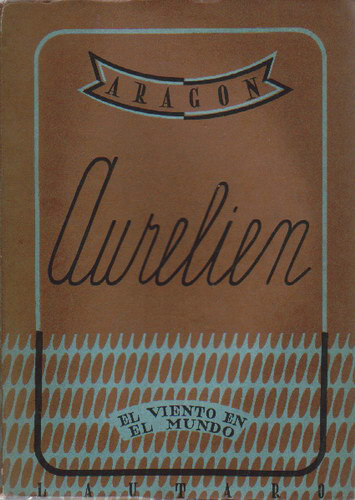 ARAGON
Aurelien
EL VIENTO EN
EL MUNDO
LAUTARO